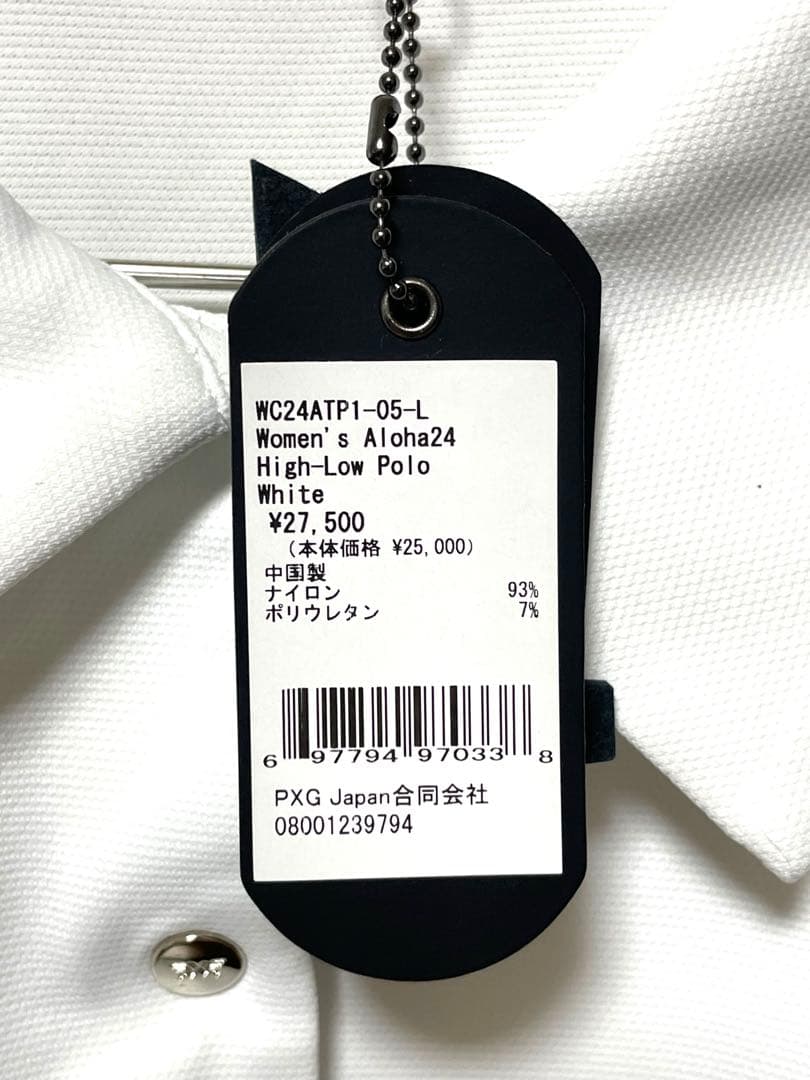 WC24ATP1-05-L
Women's Aloha24
High-Low Polo
White
¥27,500
(本体価格 ¥25,000)
中国製
ナイロン 93%
ポリウレタン 7%
6 97794 97033 8
PXG Japan合同会社
08001239794